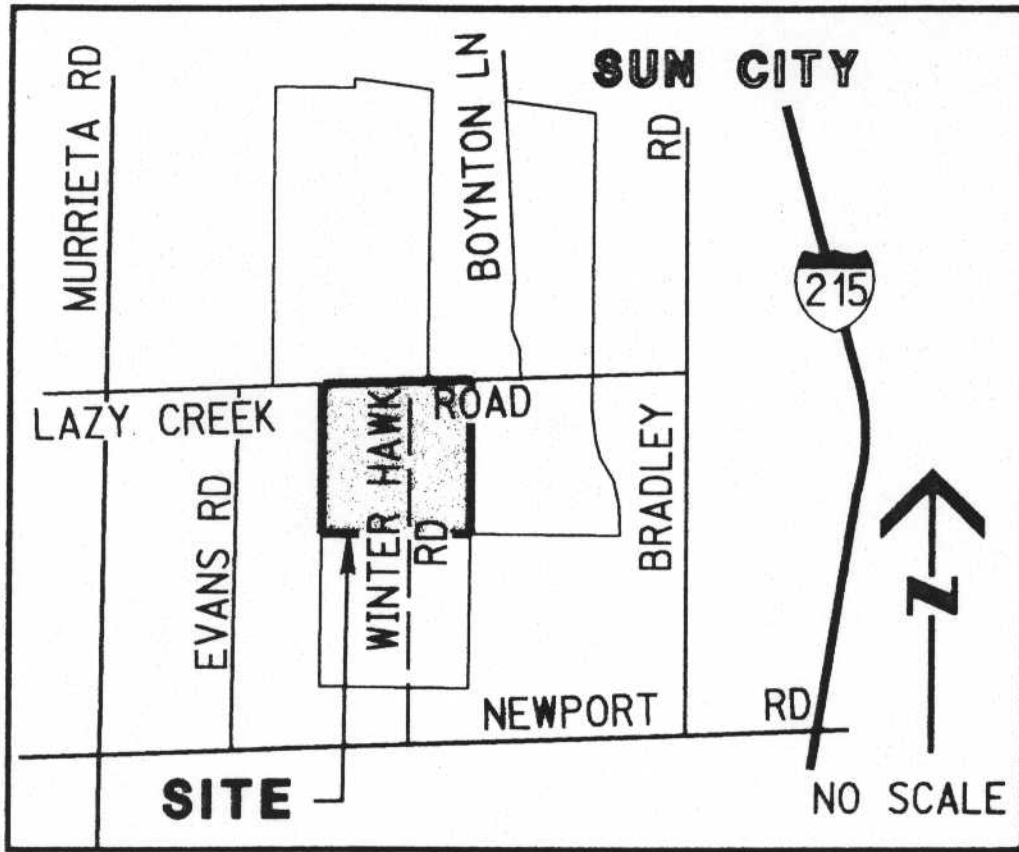 SUN CITY
MURRIETA RD
BOYNTON LN
RD
215
LAZY CREEK ROAD
EVANS RD
WINTER HAWK RD
BRADLEY
N
NEWPORT RD
SITE
NO SCALE